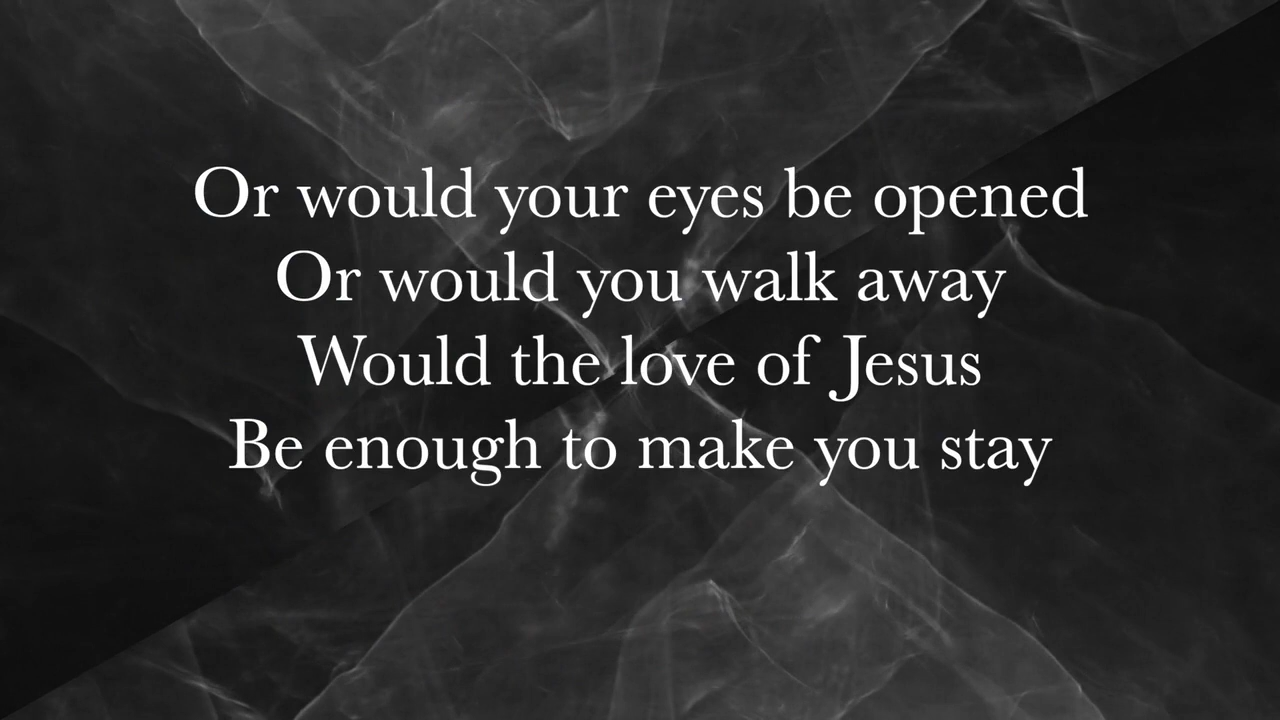 Or would your eyes be opened
Or would you walk away
Would the love of Jesus
Be enough to make you stay